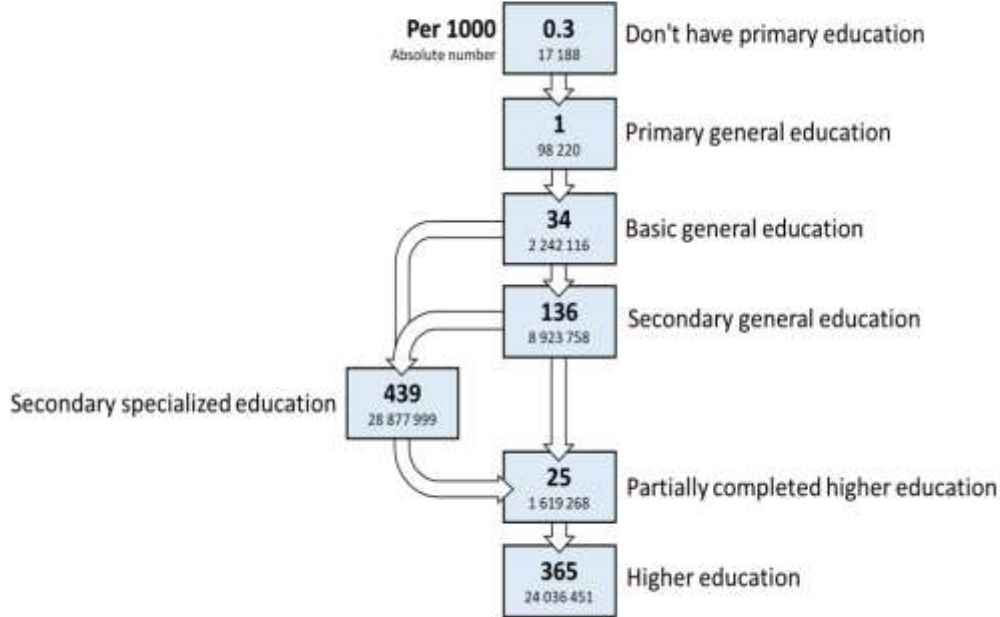 Per 1000
Absolute number
0.3
17 188
Don't have primary education
1
98 220
Primary general education
34
2 242 116
Basic general education
136
8 923 758
Secondary general education
Secondary specialized education
439
28 877 999
25
1 619 268
Partially completed higher education
365
24 036 451
Higher education